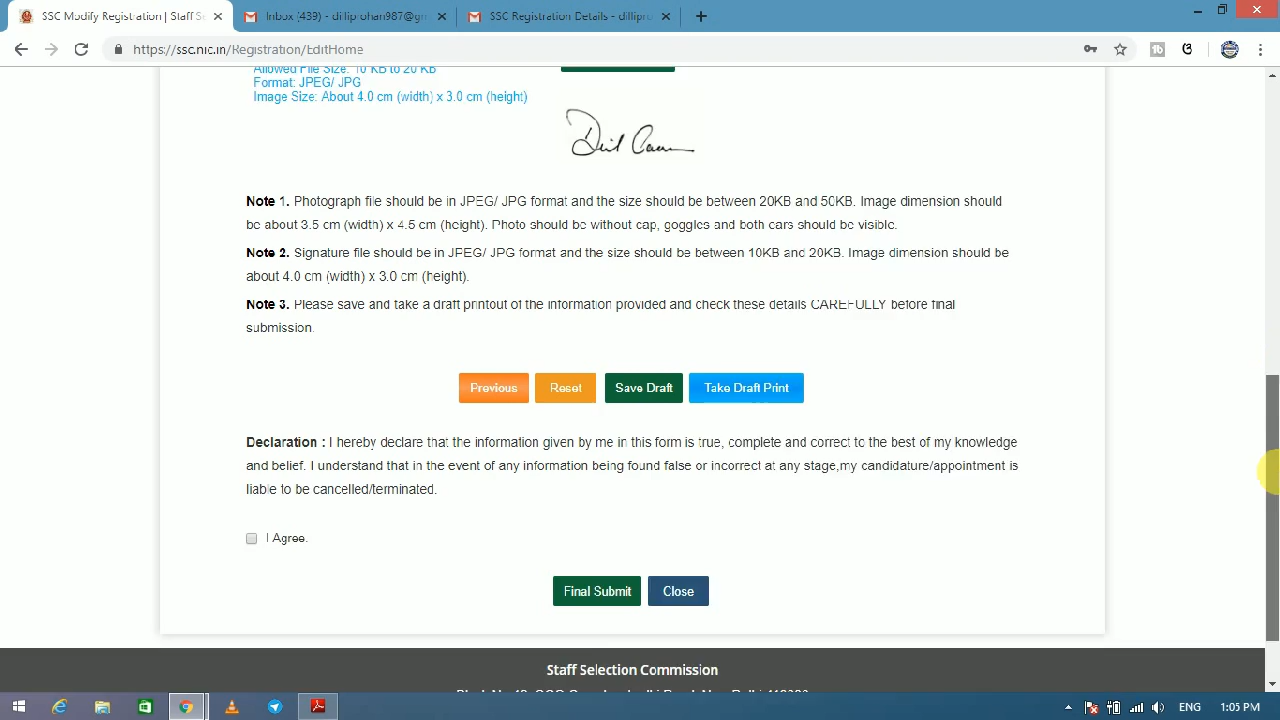 SSC Modify Registration | Staff S
Inbox (439) - dilliprohan987@gm
SSC Registration Details - dillipro
https://ssc.nic.in/Registration/EditHome
Allowed File Size: 10 KB to 20 KB
Format: JPEG/ JPG
Image Size: About 4.0 cm (width) x 3.0 cm (height)
Note 1. Photograph file should be in JPEG/ JPG format and the size should be between 20KB and 50KB. Image dimension should
be about 3.5 cm (width) x 4.5 cm (height). Photo should be without cap, goggles and both ears should be visible.
Note 2. Signature file should be in JPEG/ JPG format and the size should be between 10KB and 20KB. Image dimension should be
about 4.0 cm (width) x 3.0 cm (height).
Note 3. Please save and take a draft printout of the information provided and check these details CAREFULLY before final
submission.
Previous Reset Save Draft Take Draft Print
Declaration : I hereby declare that the information given by me in this form is true, complete and correct to the best of my knowledge
and belief. I understand that in the event of any information being found false or incorrect at any stage,my candidature/appointment is
liable to be cancelled/terminated.
I Agree.
Final Submit Close
Staff Selection Commission
ENG 1:05 PM